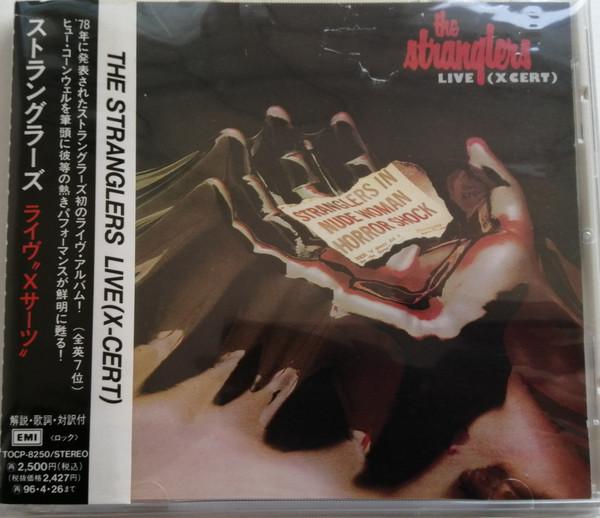 ストラングラーズ ライヴ〝Xサーツ〟
'78年に発表されたストラングラーズ初のライヴ・アルバム!(全英7位)
ヒュー・コーンウェルを筆頭に彼等の熱きパフォーマンスが鮮明に甦る!
解説・歌詞・対訳付
EMI 〈ロック〉
TOCP-8250/STEREO
再 2,500円(税込)
(税抜価格 2,427円)
再 96・4・26まで
THE STRANGLERS LIVE(X-CERT)
the
stranglers
LIVE (X CERT)
STRANGLERS IN
NUDE WOMAN
HORROR SHOCK